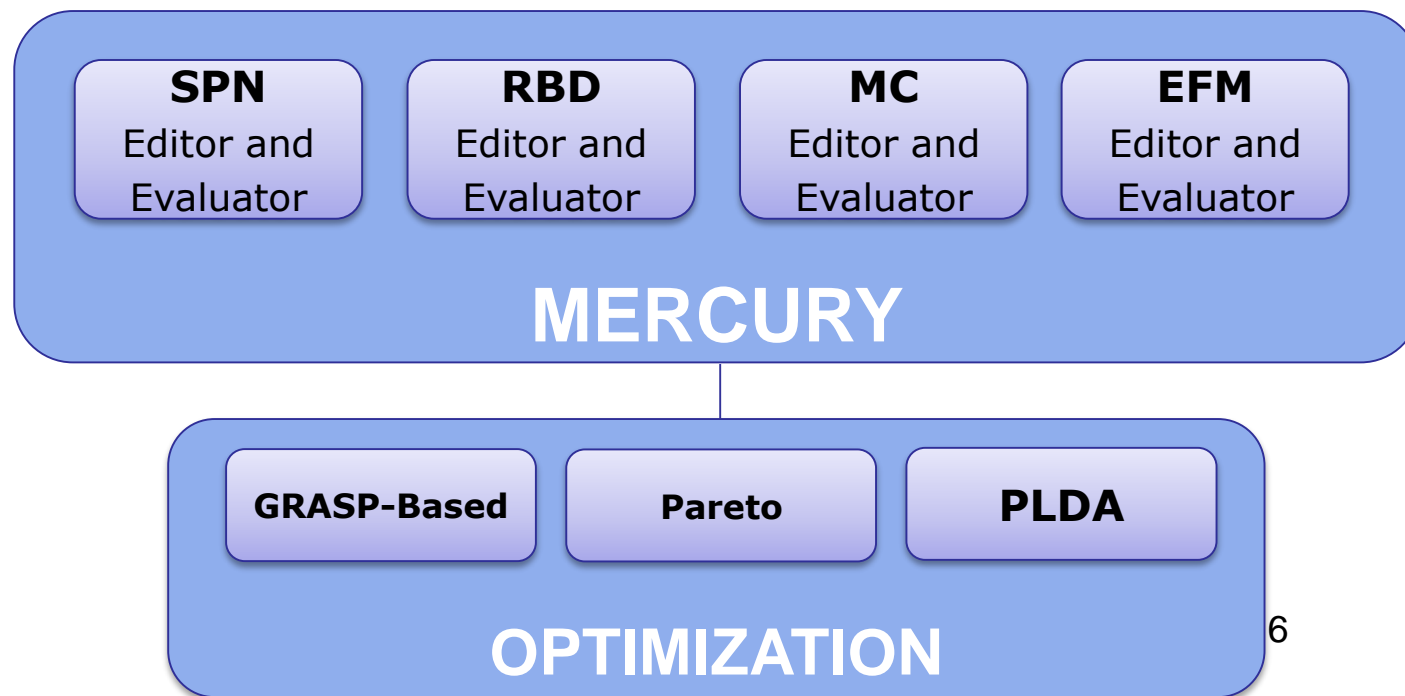 SPN
Editor and
Evaluator
RBD
Editor and
Evaluator
MC
Editor and
Evaluator
EFM
Editor and
Evaluator
MERCURY
GRASP-Based
Pareto
PLDA
OPTIMIZATION
6